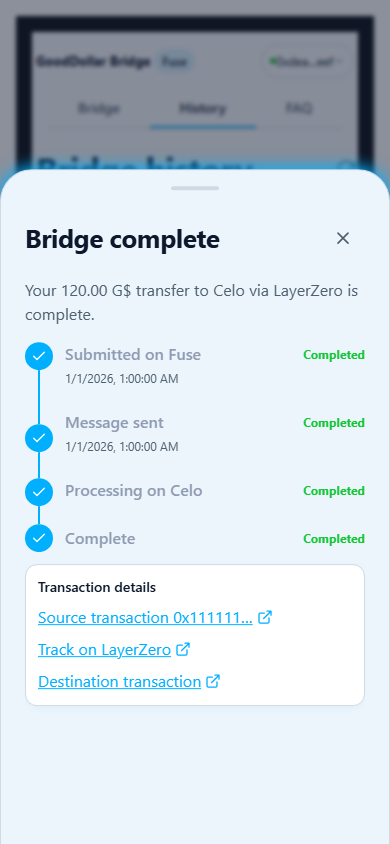 GoodDollar Bridge Fuse
Bridge History FAQ
Bridge history
Bridge complete
Your 120.00 G$ transfer to Celo via LayerZero is
complete.
Submitted on Fuse Completed
1/1/2026, 1:00:00 AM
Message sent Completed
1/1/2026, 1:00:00 AM
Processing on Celo Completed
Complete Completed
Transaction details
Source transaction 0x111111...
Track on LayerZero
Destination transaction